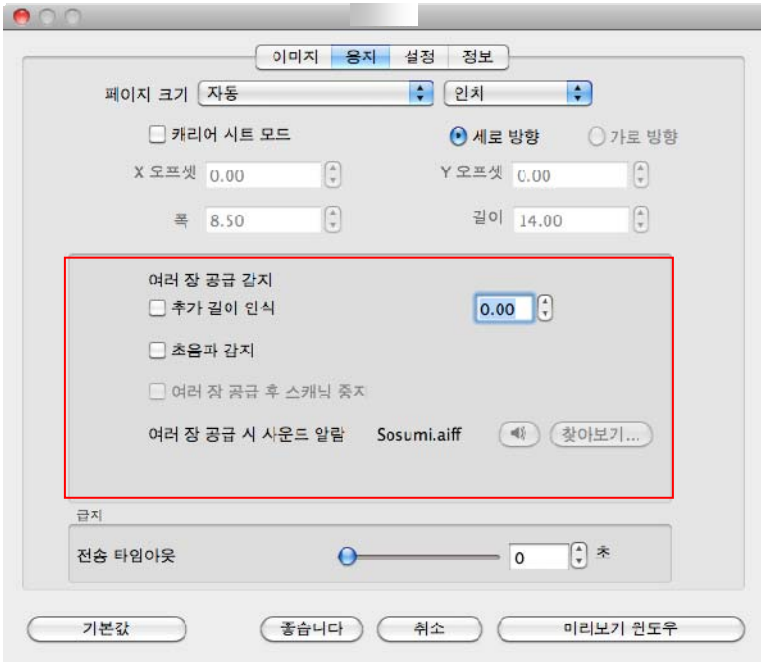 이미지 용지 설정 정보
페이지 크기 자동 인치
캐리어 시트 모드 세로 방향 가로 방향
X 오프셋 0.00 Y 오프셋 0.00
폭 8.50 길이 14.00
여러 장 공급 감지
추가 길이 인식 0.00
초음파 감지
여러 장 공급 후 스캐닝 중지
여러 장 공급 시 사운드 알람 Sosumi.aiff 찾아보기...
급지
전송 타임아웃 0 초
기본값 좋습니다 취소 미리보기 윈도우